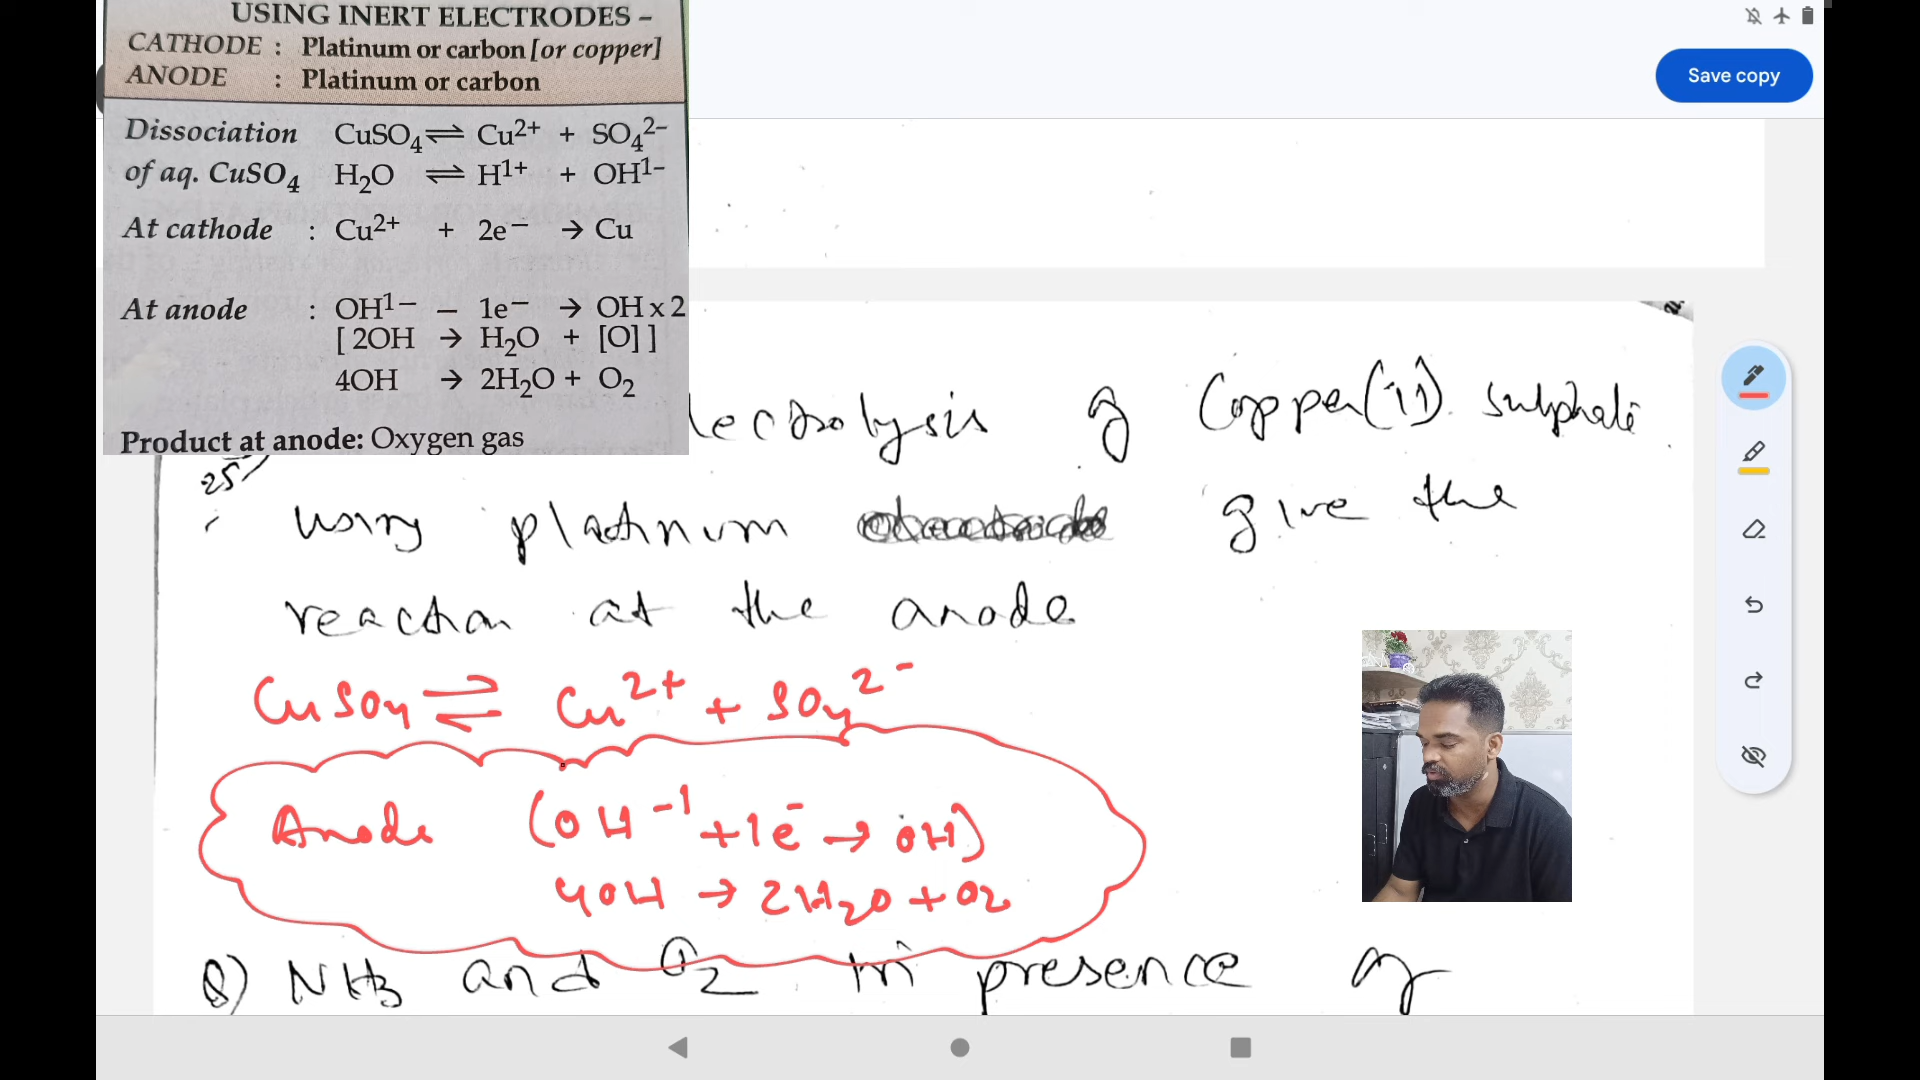 USING INERT ELECTRODES –
CATHODE : Platinum or carbon [or copper]
ANODE : Platinum or carbon
Dissociation CuSO₄ ⇌ Cu²⁺ + SO₄²⁻
of aq. CuSO₄ H₂O ⇌ H¹⁺ + OH¹⁻
At cathode : Cu²⁺ + 2e⁻ → Cu
At anode : OH¹⁻ – 1e⁻ → OH x 2
[ 2OH → H₂O + [O] ]
4OH → 2H₂O + O₂
Product at anode: Oxygen gas
Save copy
lectrolysis of Copper(II) sulphate
25
using platinum give the
reaction at the anode
CuSO₄ ⇌ Cu²⁺ + SO₄²⁻
Anode (OH⁻¹ + 1e⁻ → OH)
4OH → 2H₂O + O₂
Q) NH₃ and O₂ in presence of